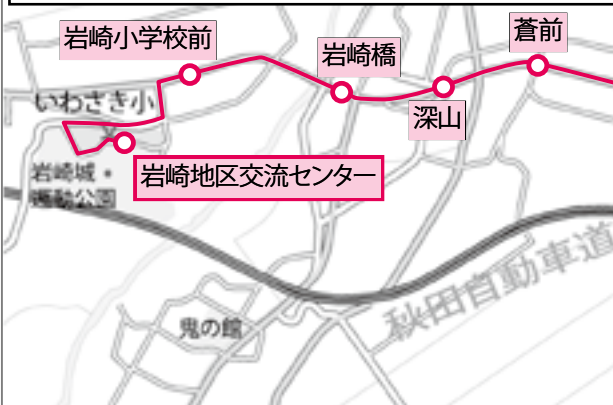 蒼前
岩崎小学校前
岩崎橋
いわさき小
深山
岩崎地区交流センター
岩崎城・
運動公園
秋田自動車道
鬼の館